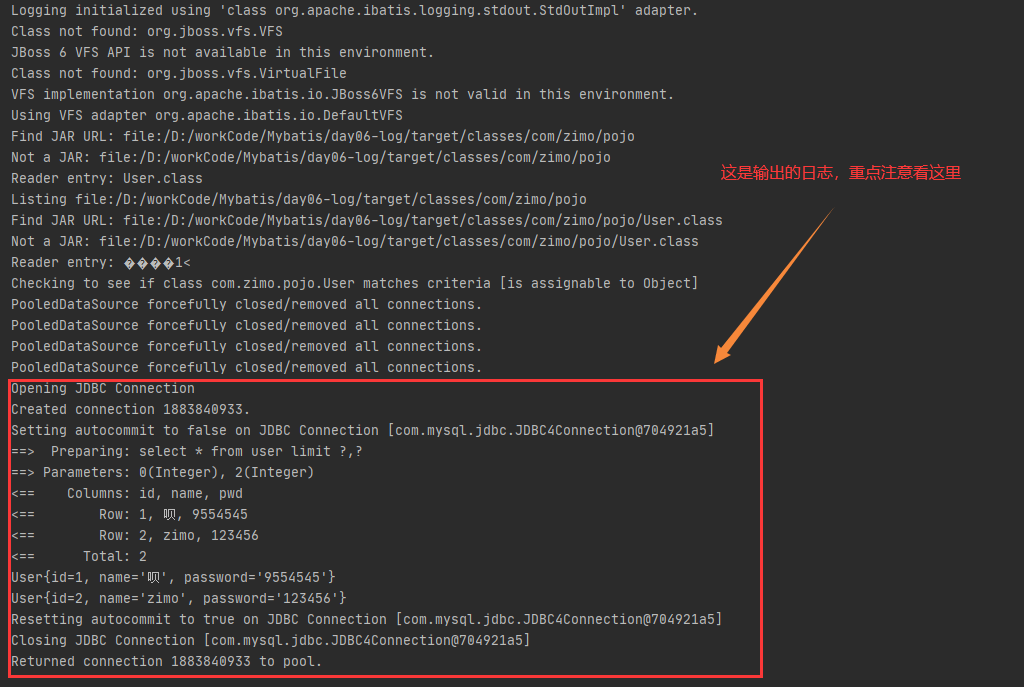 Logging initialized using 'class org.apache.ibatis.logging.stdout.StdOutImpl' adapter.
Class not found: org.jboss.vfs.VFS
JBoss 6 VFS API is not available in this environment.
Class not found: org.jboss.vfs.VirtualFile
VFS implementation org.apache.ibatis.io.JBoss6VFS is not valid in this environment.
Using VFS adapter org.apache.ibatis.io.DefaultVFS
Find JAR URL: file:/D:/workCode/Mybatis/day06-log/target/classes/com/zimo/pojo
Not a JAR: file:/D:/workCode/Mybatis/day06-log/target/classes/com/zimo/pojo
这是输出的日志，重点注意看这里
Reader entry: User.class
Listing file:/D:/workCode/Mybatis/day06-log/target/classes/com/zimo/pojo
Find JAR URL: file:/D:/workCode/Mybatis/day06-log/target/classes/com/zimo/pojo/User.class
Not a JAR: file:/D:/workCode/Mybatis/day06-log/target/classes/com/zimo/pojo/User.class
Reader entry: ����1<
Checking to see if class com.zimo.pojo.User matches criteria [is assignable to Object]
PooledDataSource forcefully closed/removed all connections.
PooledDataSource forcefully closed/removed all connections.
PooledDataSource forcefully closed/removed all connections.
PooledDataSource forcefully closed/removed all connections.
Opening JDBC Connection
Created connection 1883840933.
Setting autocommit to false on JDBC Connection [com.mysql.jdbc.JDBC4Connection@704921a5]
==>  Preparing: select * from user limit ?,?
==> Parameters: 0(Integer), 2(Integer)
<==    Columns: id, name, pwd
<==        Row: 1, 呗, 9554545
<==        Row: 2, zimo, 123456
<==      Total: 2
User{id=1, name='呗', password='9554545'}
User{id=2, name='zimo', password='123456'}
Resetting autocommit to true on JDBC Connection [com.mysql.jdbc.JDBC4Connection@704921a5]
Closing JDBC Connection [com.mysql.jdbc.JDBC4Connection@704921a5]
Returned connection 1883840933 to pool.